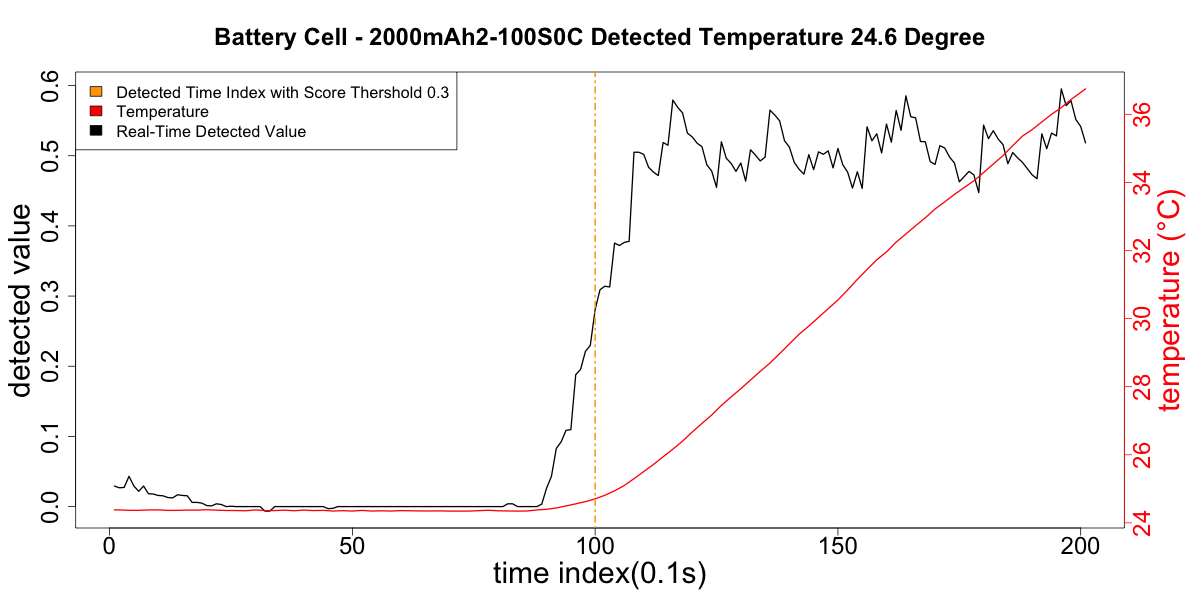 Battery Cell - 2000mAh2-100S0C Detected Temperature 24.6 Degree
Detected Time Index with Score Thershold 0.3
Temperature
Real-Time Detected Value
detected value
0.6
0.5
0.4
0.3
0.2
0.1
0.0
36
34
32
30
28
26
24
temperature (°C)
0 50 100 150 200
time index(0.1s)